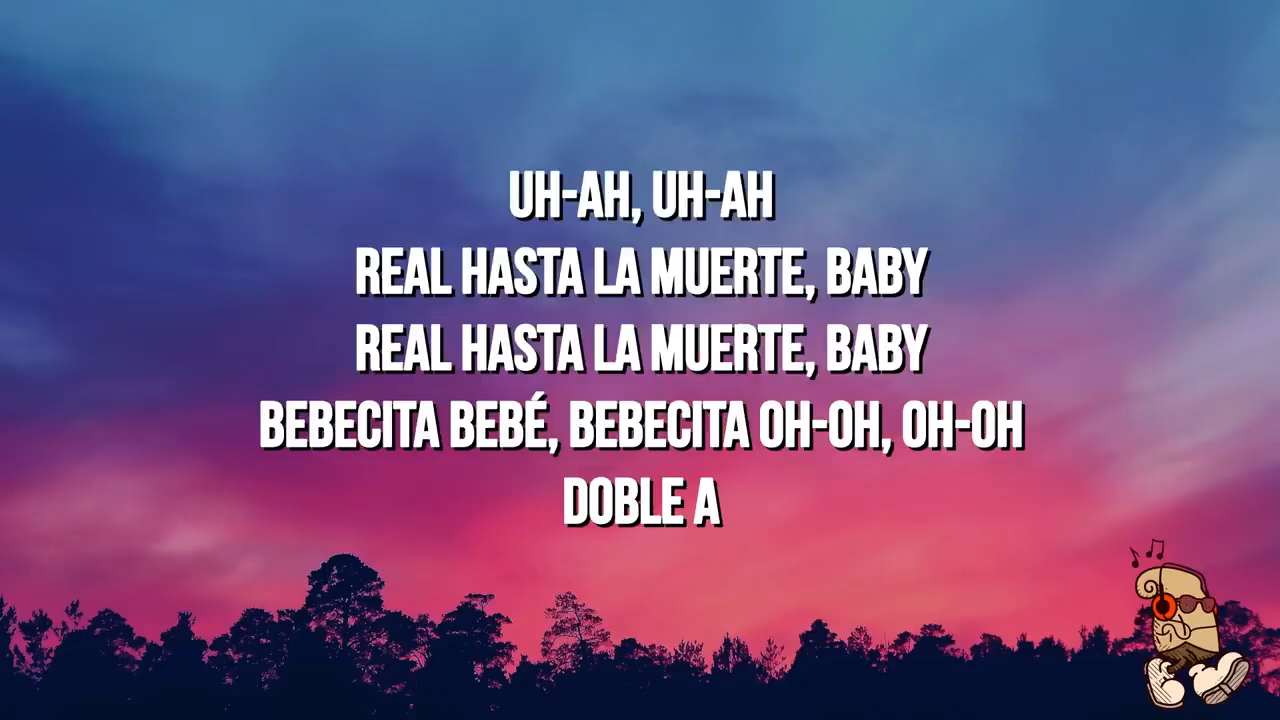 UH-AH, UH-AH
REAL HASTA LA MUERTE, BABY
REAL HASTA LA MUERTE, BABY
BEBECITA BEBÉ, BEBECITA OH-OH, OH-OH
DOBLE A